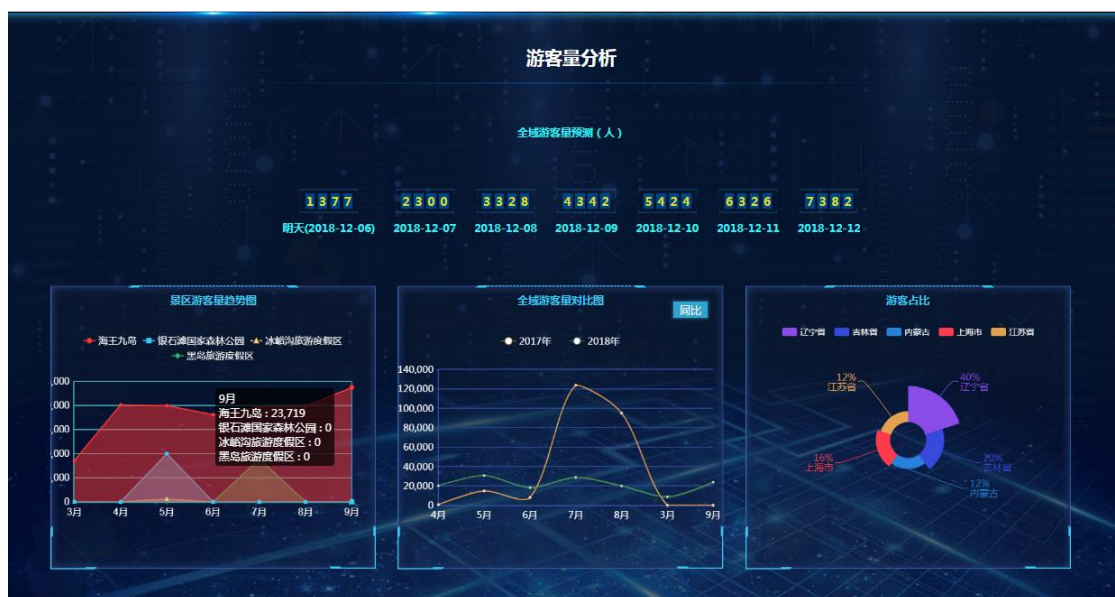 游客量分析
全域游客量预测（人）
1377 2300 3328 4342 5424 6326 7382
明天(2018-12-06) 2018-12-07 2018-12-08 2018-12-09 2018-12-10 2018-12-11 2018-12-12
景区游客量趋势图
海王九岛 银石滩国家森林公园 冰峪沟旅游度假区
黑岛旅游度假区
,000
,000
,000
,000
,000
0
3月 4月 5月 6月 7月 8月 9月
9月
海王九岛 : 23,719
银石滩国家森林公园 : 0
冰峪沟旅游度假区 : 0
黑岛旅游度假区 : 0
全域游客量对比图
同比
2017年 2018年
140,000
120,000
100,000
80,000
60,000
40,000
20,000
0
4月 5月 6月 7月 8月 3月 9月
游客占比
辽宁省 吉林省 内蒙古 上海市 江苏省
12%
江苏省
40%
辽宁省
16%
上海市
20%
吉林省
12%
内蒙古